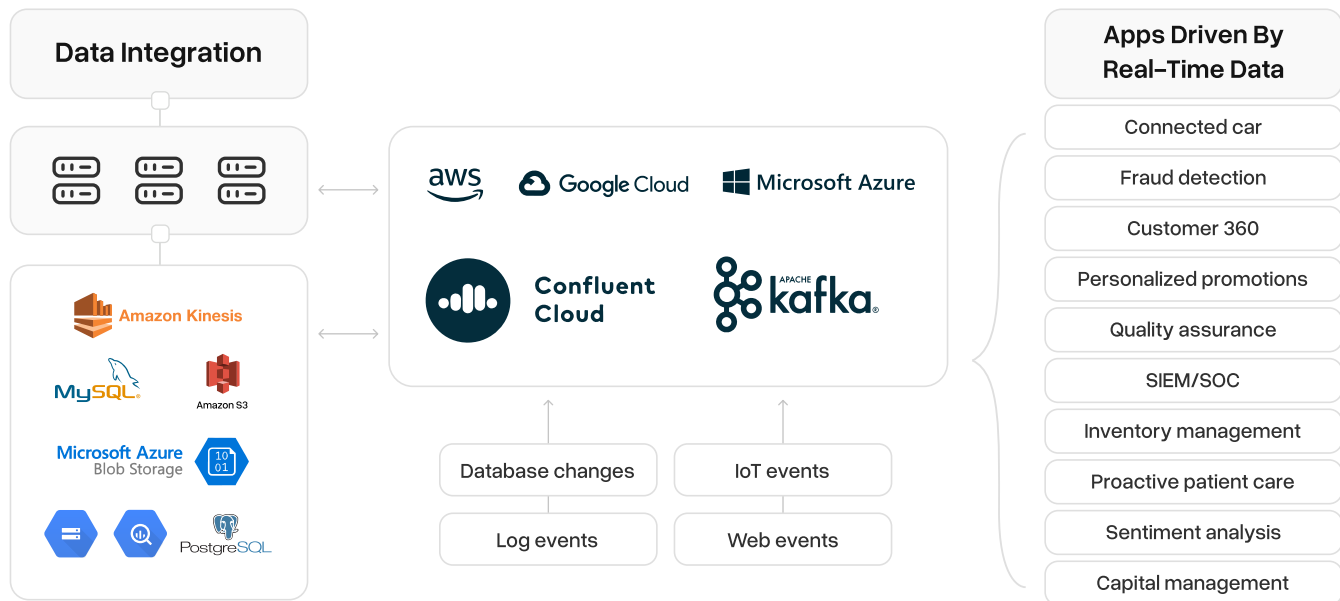 Data Integration
Amazon Kinesis
MySQL®
Amazon S3
Microsoft Azure
Blob Storage
10
01
PostgreSQL
aws
Google Cloud
Microsoft Azure
Confluent
Cloud
APACHE
kafka®
Database changes
IoT events
Log events
Web events
Apps Driven By
Real-Time Data
Connected car
Fraud detection
Customer 360
Personalized promotions
Quality assurance
SIEM/SOC
Inventory management
Proactive patient care
Sentiment analysis
Capital management